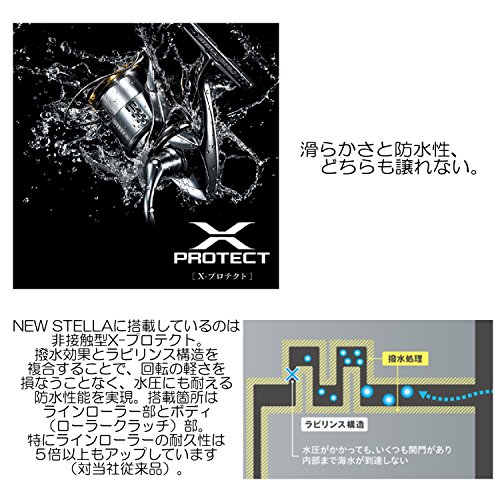 滑らかさと防水性、
どちらも譲れない。
X
PROTECT
[X-プロテクト]
NEW STELLAに搭載しているのは
非接触型X-プロテクト。
撥水効果とラビリンス構造を
複合することで、回転の軽さを
損なうことなく、水圧にも耐える
防水性能を実現。搭載箇所は
ラインローラー部とボディ
（ローラークラッチ）部。
特にラインローラーの耐久性は
５倍以上もアップしています
（対当社従来品）。
撥水処理
ラビリンス構造
水圧がかかっても、いくつも関門があり
内部まで海水が到達しない